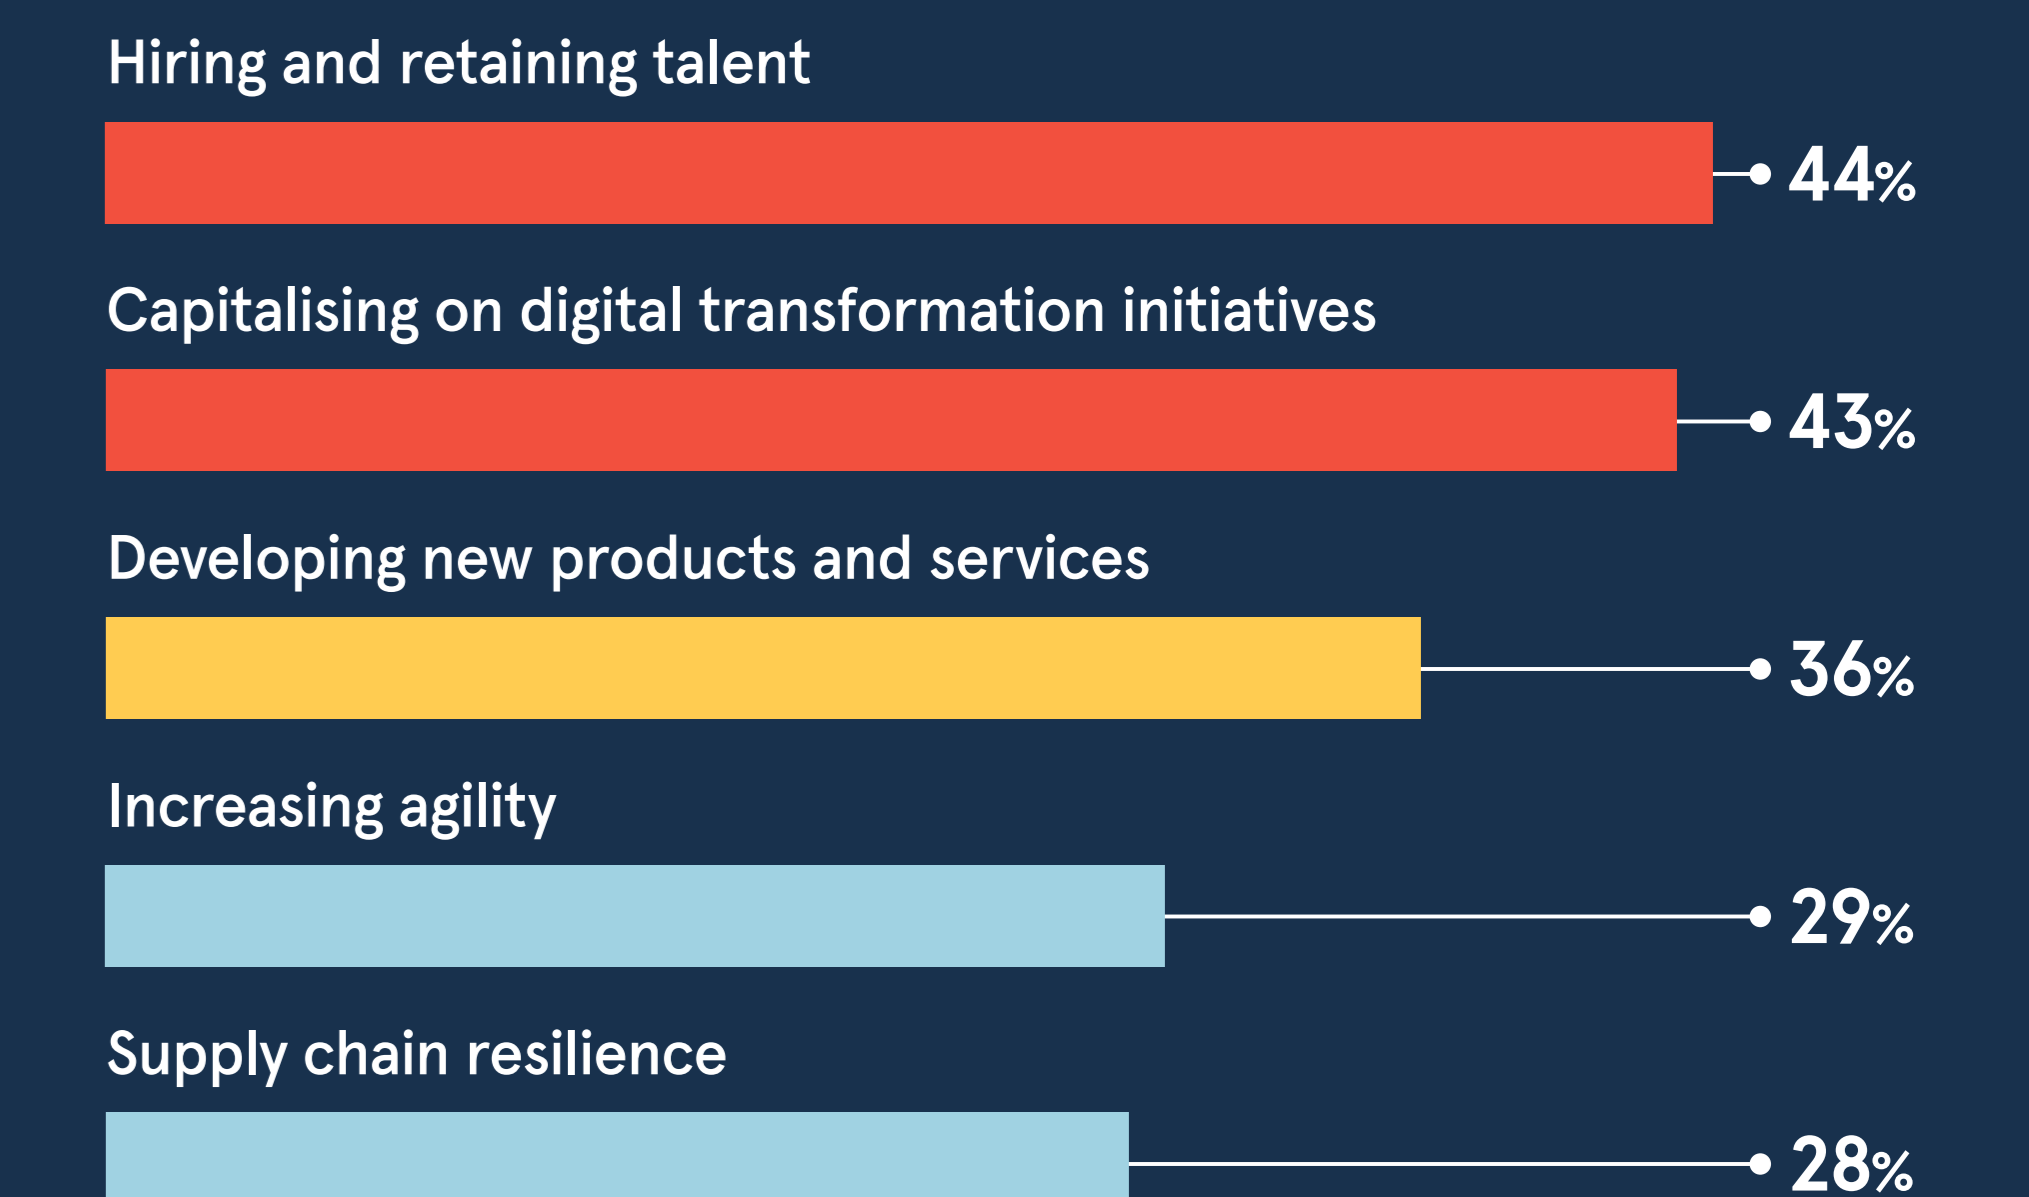 Hiring and retaining talent
44%
Capitalising on digital transformation initiatives
43%
Developing new products and services
36%
Increasing agility
29%
Supply chain resilience
28%